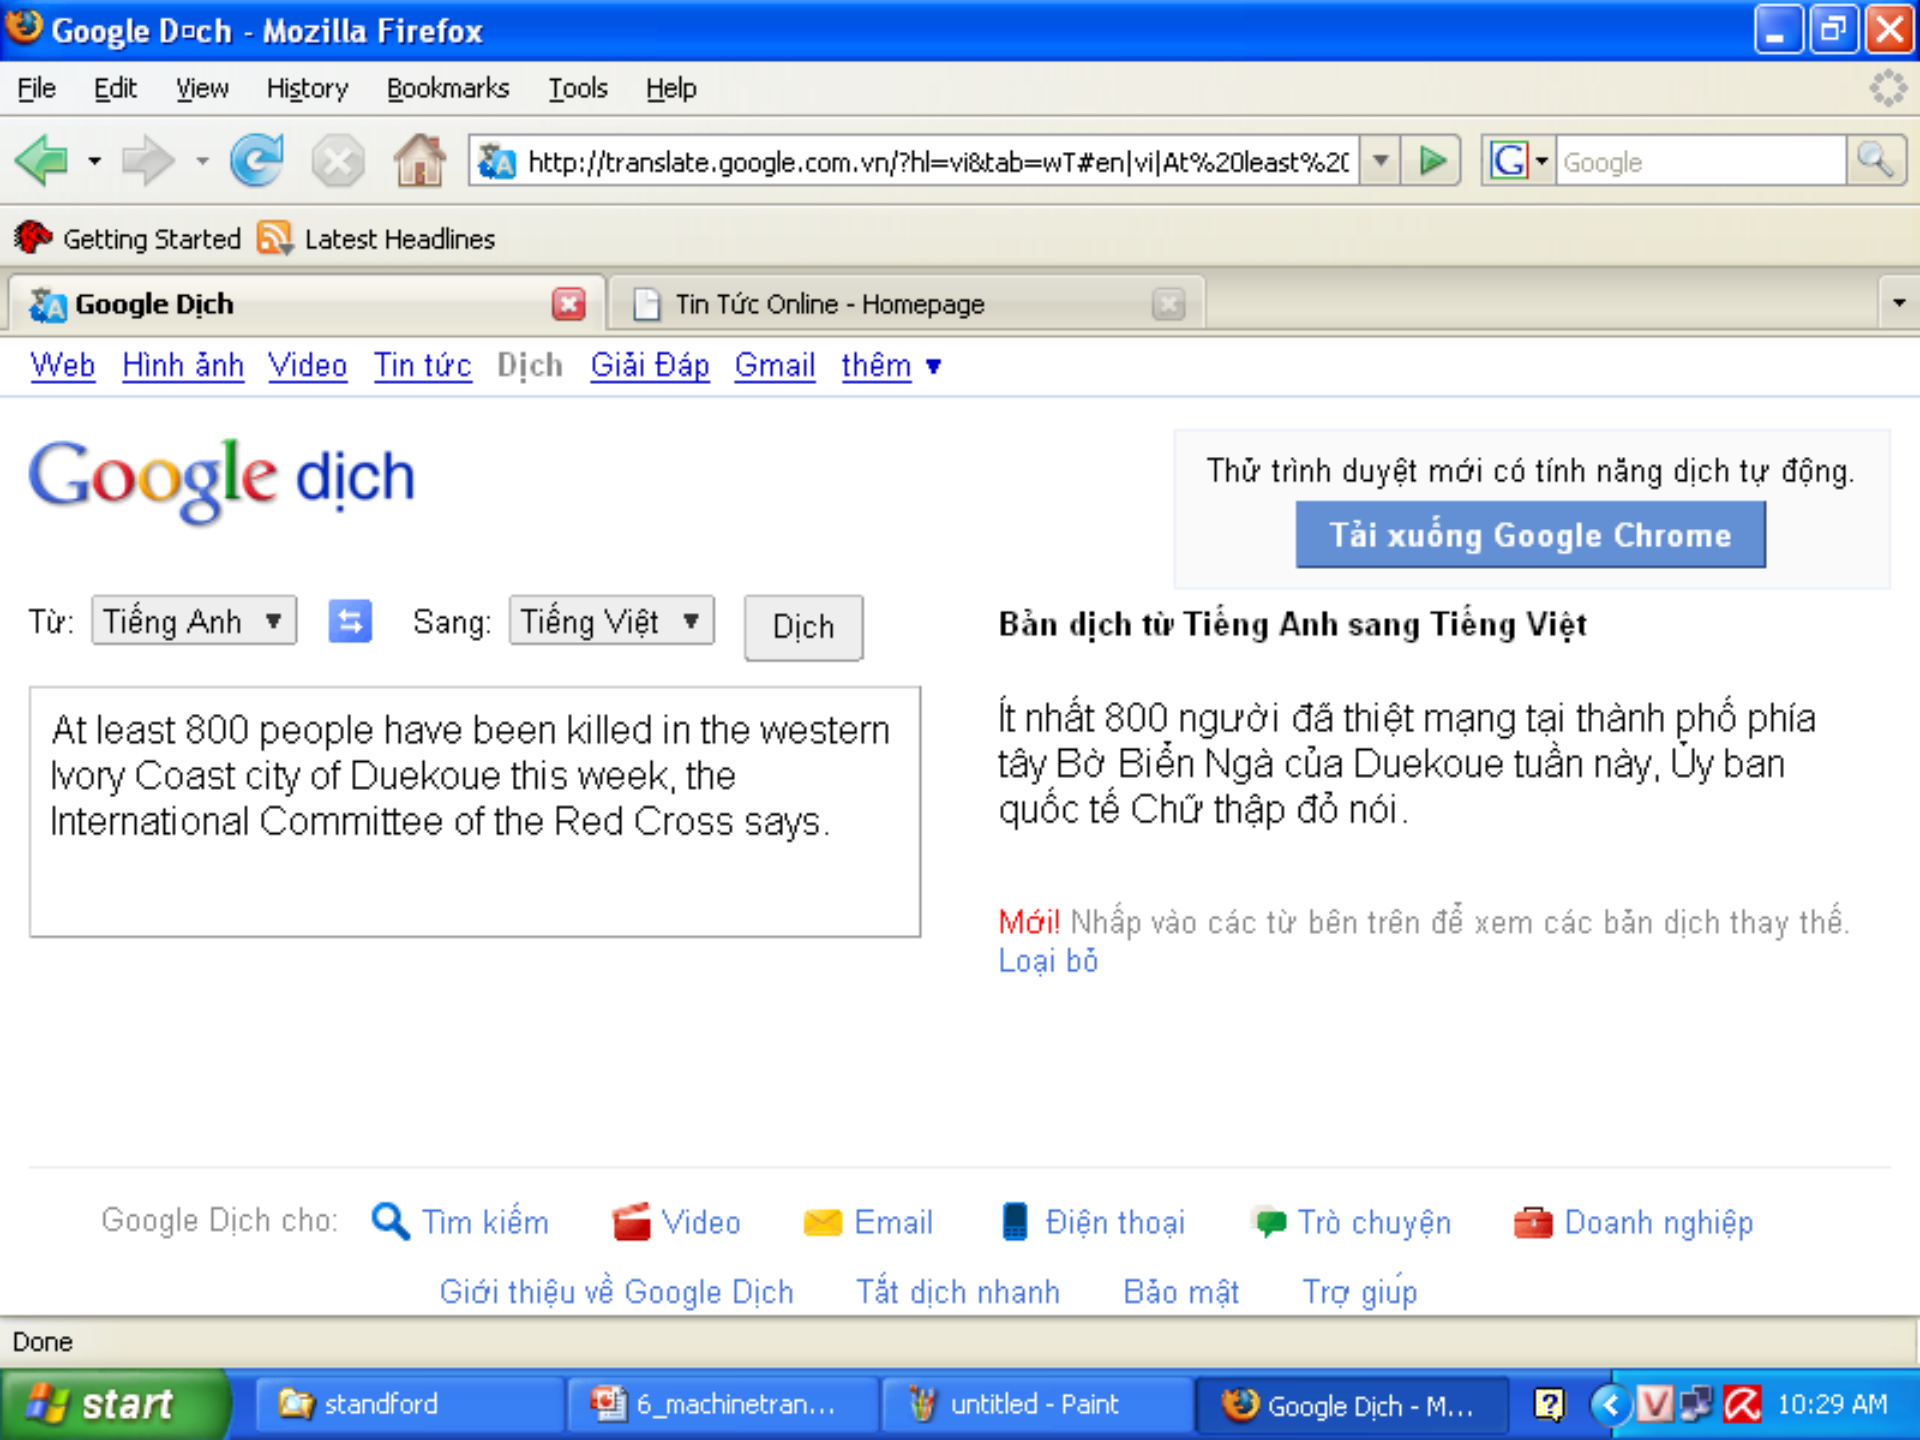 Google D¤ch - Mozilla Firefox
File Edit View History Bookmarks Tools Help
http://translate.google.com.vn/?hl=vi&tab=wT#en|vi|At%20least%2 Google
Getting Started Latest Headlines
Google Dịch Tin Tức Online - Homepage
Web Hình ảnh Video Tin tức Dịch Giải Đáp Gmail thêm ▼
Google dịch
Thử trình duyệt mới có tính năng dịch tự động.
Tải xuống Google Chrome
Từ: Tiếng Anh ▼ Sang: Tiếng Việt ▼ Dịch
At least 800 people have been killed in the western
Ivory Coast city of Duekoue this week, the
International Committee of the Red Cross says.
Bản dịch từ Tiếng Anh sang Tiếng Việt
Ít nhất 800 người đã thiệt mạng tại thành phố phía
tây Bờ Biển Ngà của Duekoue tuần này, Ủy ban
quốc tế Chữ thập đỏ nói.
Mới! Nhấp vào các từ bên trên để xem các bản dịch thay thế.
Loại bỏ
Google Dịch cho: Tìm kiếm Video Email Điện thoại Trò chuyện Doanh nghiệp
Giới thiệu về Google Dịch Tắt dịch nhanh Bảo mật Trợ giúp
Done
start standford 6_machinetran... untitled - Paint Google Dịch - M... 10:29 AM